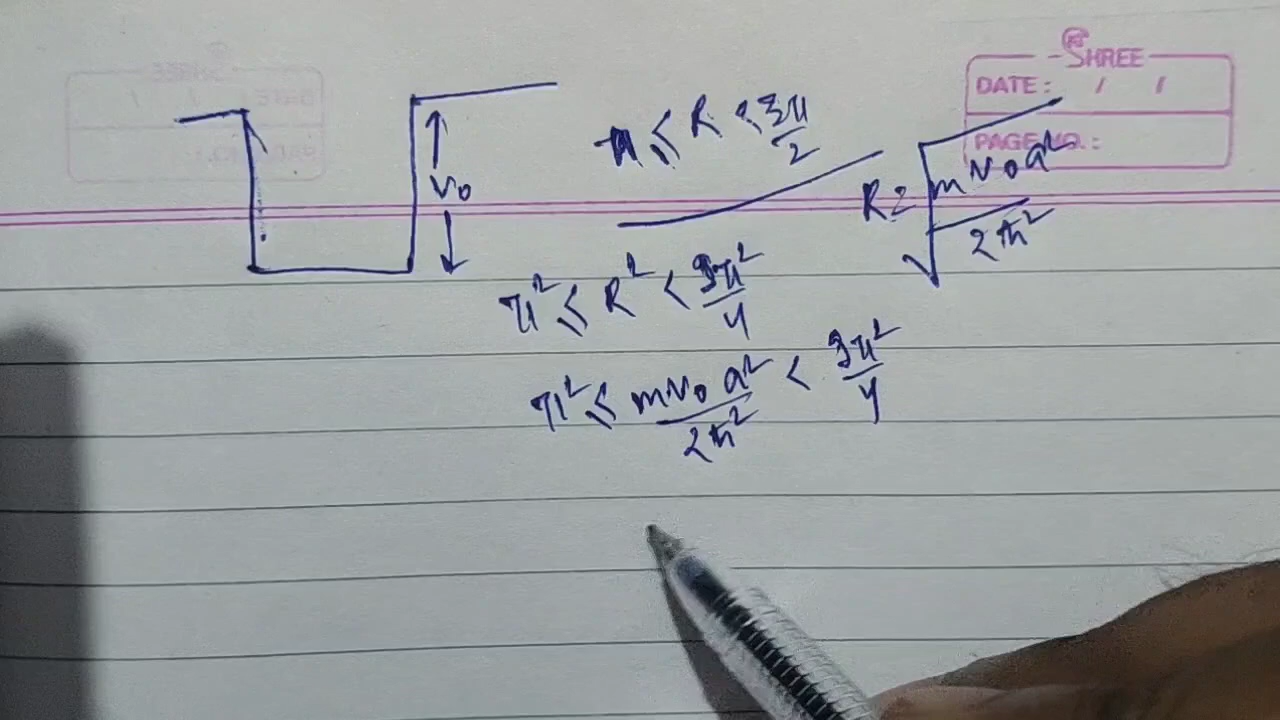 SHREE
DATE: / /
PAGE NO.:
V₀
π ≤ R < 3π/2
R = √(mV₀a²/2ħ²)
π² ≤ R² < 9π²/4
π² ≤ mV₀a²/2ħ² < 9π²/4